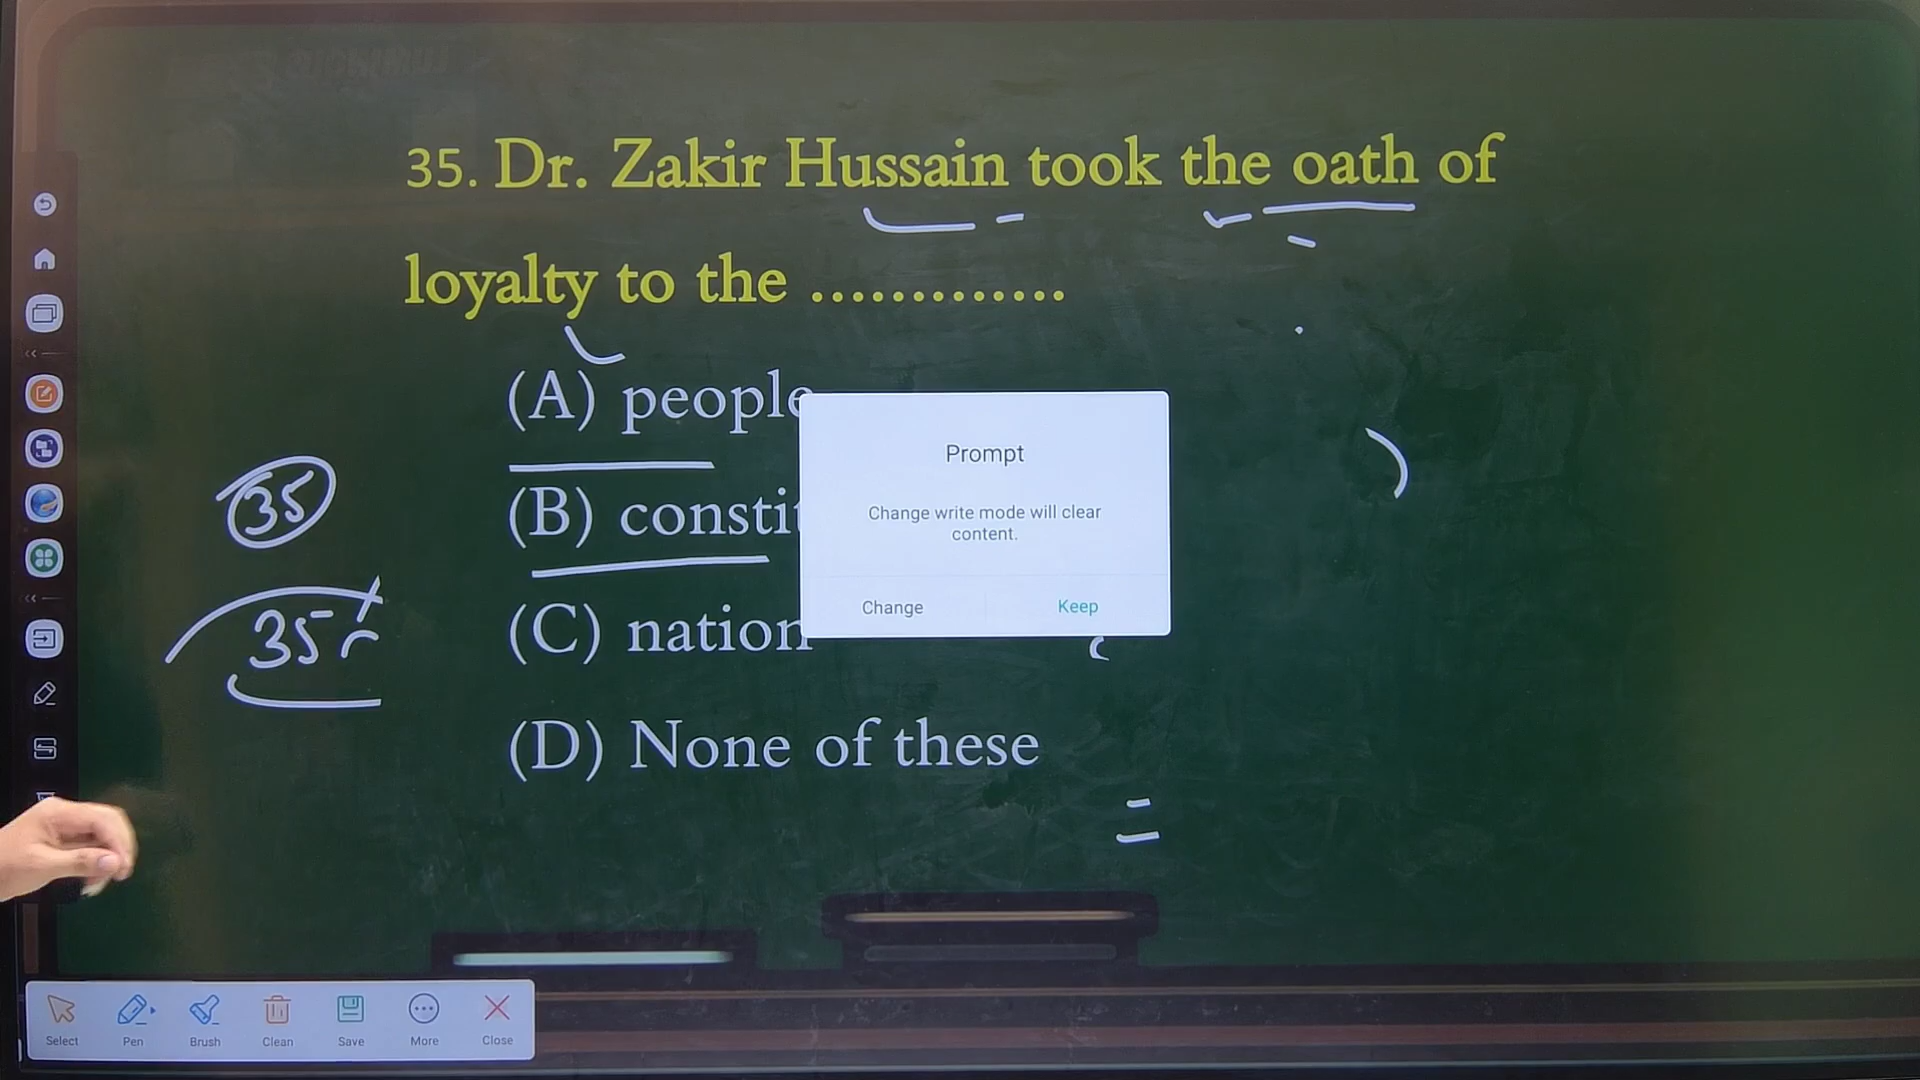 35. Dr. Zakir Hussain took the oath of
loyalty to the .............
(A) people
(B) constit
(C) nation
(D) None of these
35
35
Prompt
Change write mode will clear
content.
Change Keep
Select Pen Brush Clean Save More Close